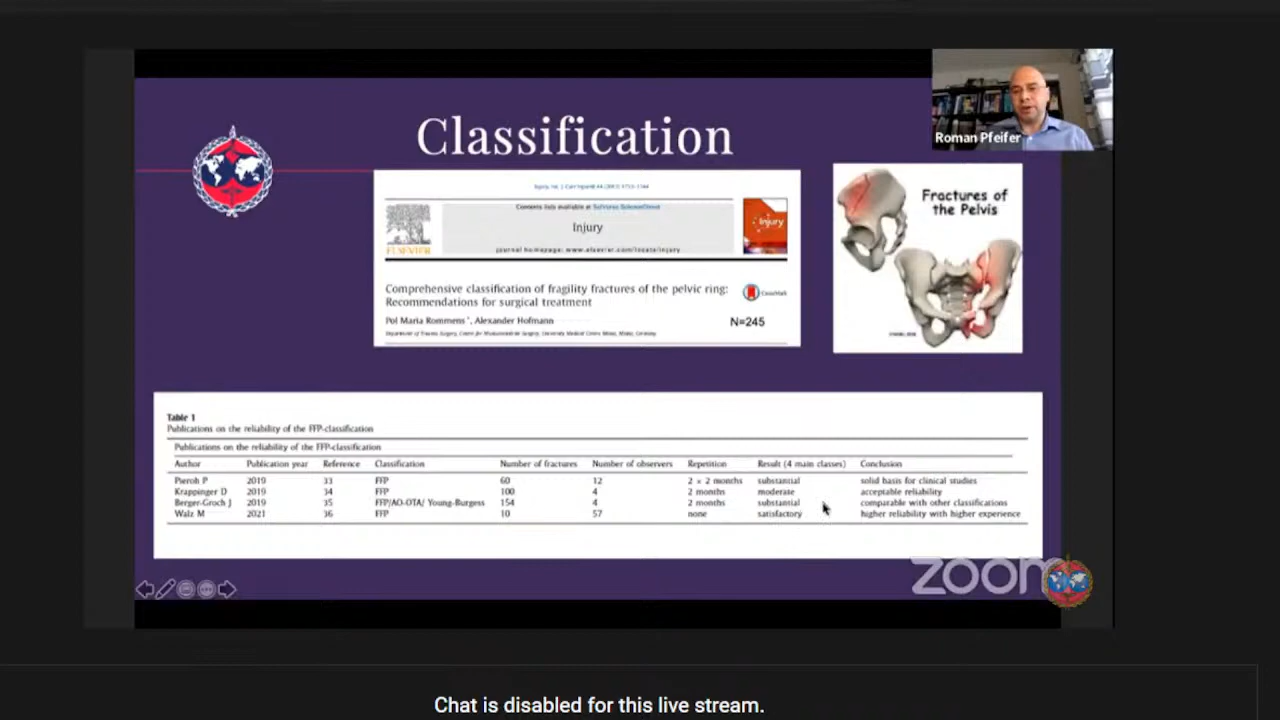 Roman Pfeifer
Classification
Contents lists available at SciVerse ScienceDirect
Injury
journal homepage: www.elsevier.com/locate/injury
ELSEVIER
Injury
Comprehensive classification of fragility fractures of the pelvic ring:
Recommendations for surgical treatment
CrossMark
Pol Maria Rommens *, Alexander Hofmann
N=245
Fractures of
the Pelvis
Table 1
Publications on the reliability of the FFP-classification
Publications on the reliability of the FFP-classification
Author Publication year Reference Classification Number of fractures Number of observers Repetition Result (4 main classes) Conclusion
Pieroh P 2019 33 FFP 60 12 2 × 2 months substantial solid basis for clinical studies
Krappinger D 2019 34 FFP 100 4 2 months moderate acceptable reliability
Berger-Groch J 2019 35 FFP/AO-OTA/ Young-Burgess 154 4 2 months substantial comparable with other classifications
Walz M 2021 36 FFP 10 57 none satisfactory higher reliability with higher experience
zoom
Chat is disabled for this live stream.